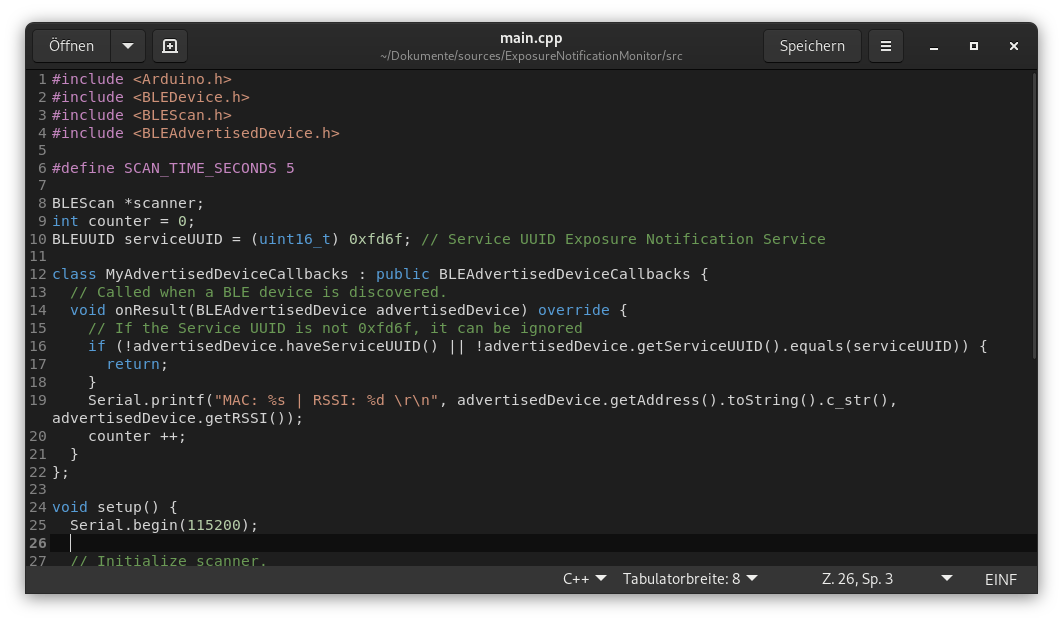 Öffnen
main.cpp
~/Dokumente/sources/ExposureNotificationMonitor/src
Speichern
1 #include <Arduino.h>
2 #include <BLEDevice.h>
3 #include <BLEScan.h>
4 #include <BLEAdvertisedDevice.h>
5
6 #define SCAN_TIME_SECONDS 5
7
8 BLEScan *scanner;
9 int counter = 0;
10 BLEUUID serviceUUID = (uint16_t) 0xfd6f; // Service UUID Exposure Notification Service
11
12 class MyAdvertisedDeviceCallbacks : public BLEAdvertisedDeviceCallbacks {
13   // Called when a BLE device is discovered.
14   void onResult(BLEAdvertisedDevice advertisedDevice) override {
15     // If the Service UUID is not 0xfd6f, it can be ignored
16     if (!advertisedDevice.haveServiceUUID() || !advertisedDevice.getServiceUUID().equals(serviceUUID)) {
17       return;
18     }
19     Serial.printf("MAC: %s | RSSI: %d \r\n", advertisedDevice.getAddress().toString().c_str(),
advertisedDevice.getRSSI());
20     counter ++;
21   }
22 };
23
24 void setup() {
25   Serial.begin(115200);
26
27   // Initialize scanner.
C++ Tabulatorbreite: 8 Z. 26, Sp. 3 EINF